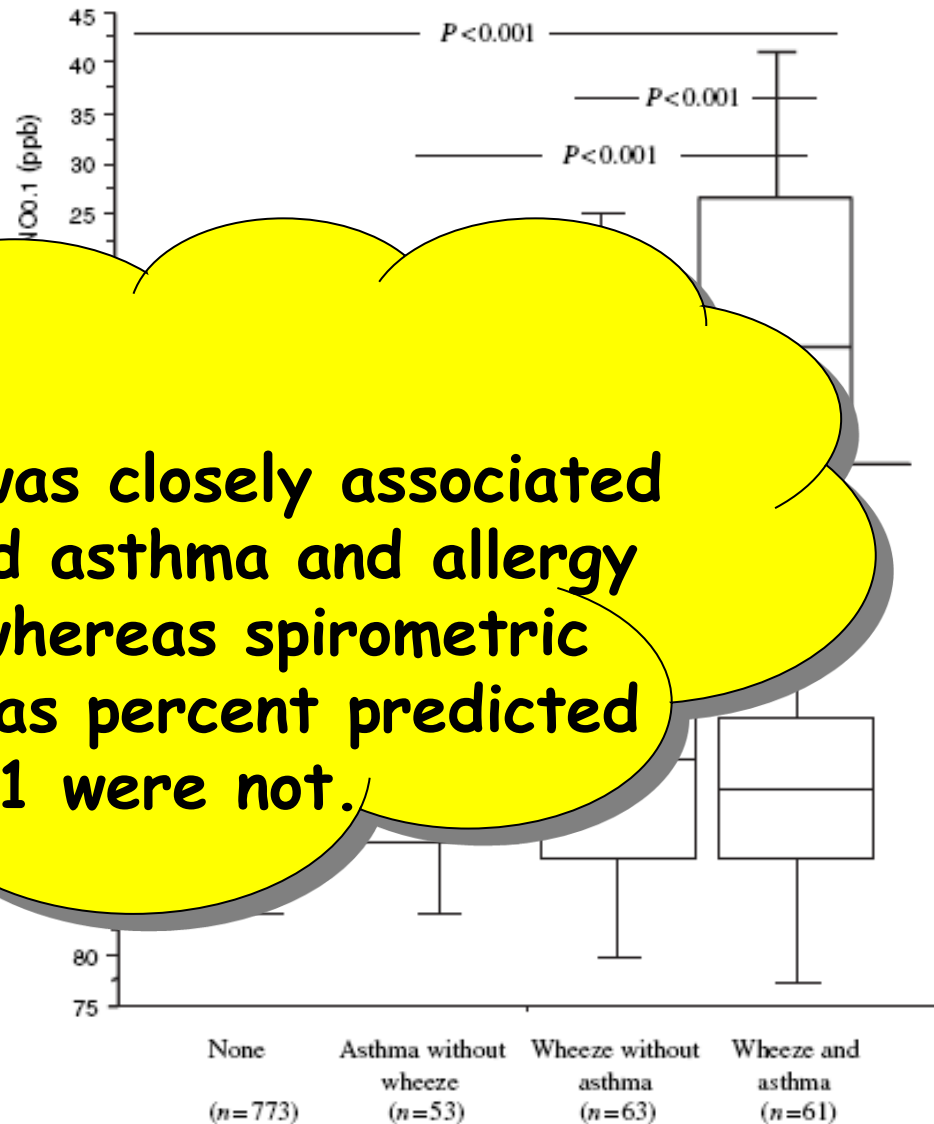 45
P<0.001
40
P<0.001
35
P<0.001
30
25
NO0.1 (ppb)
was closely associated
d asthma and allergy
whereas spirometric
as percent predicted
1 were not.
80
75
None Asthma without Wheeze without Wheeze and
wheeze asthma asthma
(n=773) (n=53) (n=63) (n=61)